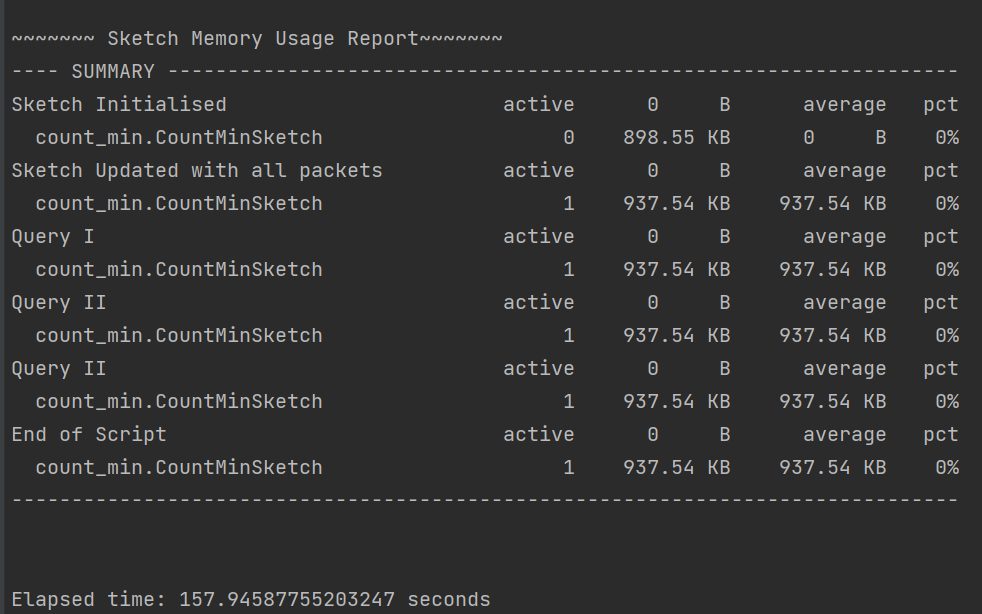 ~~~~~~~ Sketch Memory Usage Report~~~~~~~
---- SUMMARY ------------------------------------------------------------------
Sketch Initialised                       active      0     B      average   pct
  count_min.CountMinSketch                    0    898.55 KB      0     B    0%
Sketch Updated with all packets          active      0     B      average   pct
  count_min.CountMinSketch                    1    937.54 KB    937.54 KB    0%
Query I                                  active      0     B      average   pct
  count_min.CountMinSketch                    1    937.54 KB    937.54 KB    0%
Query II                                 active      0     B      average   pct
  count_min.CountMinSketch                    1    937.54 KB    937.54 KB    0%
Query II                                 active      0     B      average   pct
  count_min.CountMinSketch                    1    937.54 KB    937.54 KB    0%
End of Script                            active      0     B      average   pct
  count_min.CountMinSketch                    1    937.54 KB    937.54 KB    0%
-------------------------------------------------------------------------------
Elapsed time: 157.94587755203247 seconds